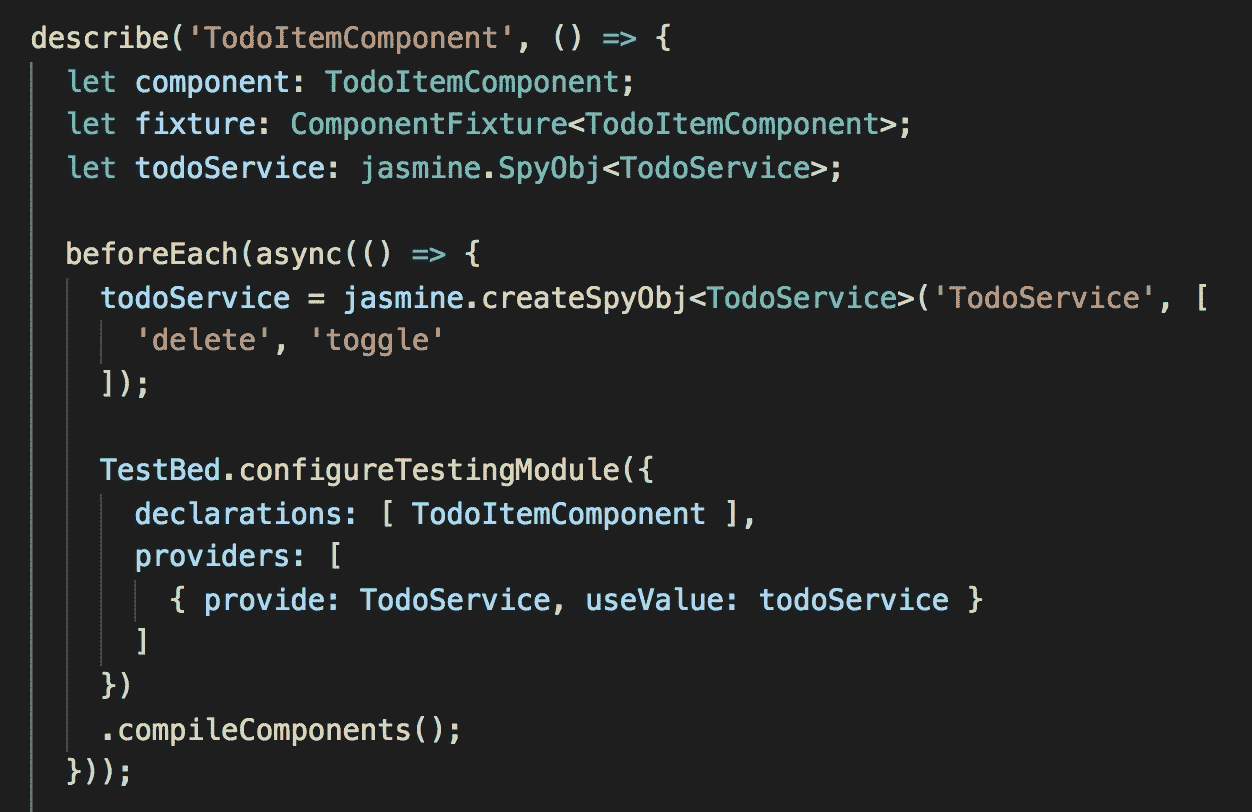 describe('TodoItemComponent', () => {
  let component: TodoItemComponent;
  let fixture: ComponentFixture<TodoItemComponent>;
  let todoService: jasmine.SpyObj<TodoService>;

  beforeEach(async(() => {
    todoService = jasmine.createSpyObj<TodoService>('TodoService', [
      'delete', 'toggle'
    ]);

    TestBed.configureTestingModule({
      declarations: [ TodoItemComponent ],
      providers: [
        { provide: TodoService, useValue: todoService }
      ]
    })
    .compileComponents();
  }));